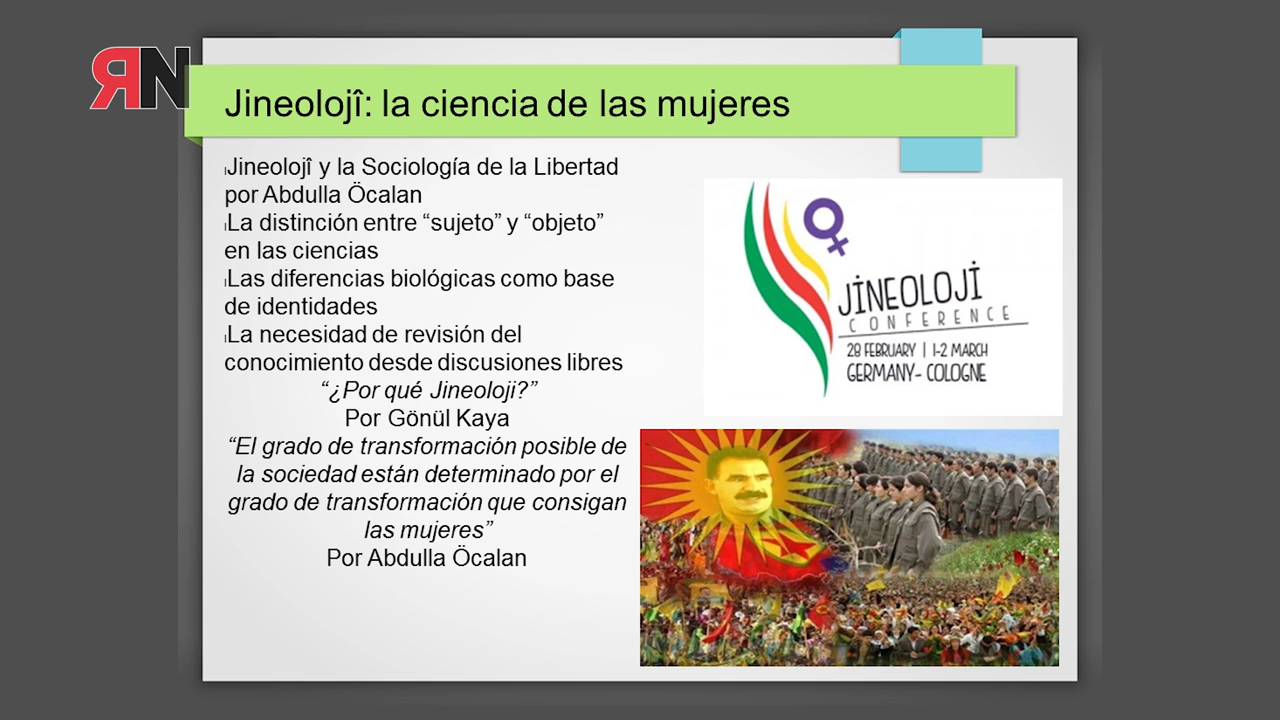 ЯN
Jineolojî: la ciencia de las mujeres
Jineolojî y la Sociología de la Libertad
por Abdulla Öcalan
La distinción entre “sujeto” y “objeto”
en las ciencias
Las diferencias biológicas como base
de identidades
La necesidad de revisión del
conocimiento desde discusiones libres
“¿Por qué Jineoloji?”
Por Gönül Kaya
“El grado de transformación posible de
la sociedad están determinado por el
grado de transformación que consigan
las mujeres”
Por Abdulla Öcalan
JİNEOLOJİ
CONFERENCE
28 FEBRUARY | 1-2 MARCH
GERMANY- COLOGNE